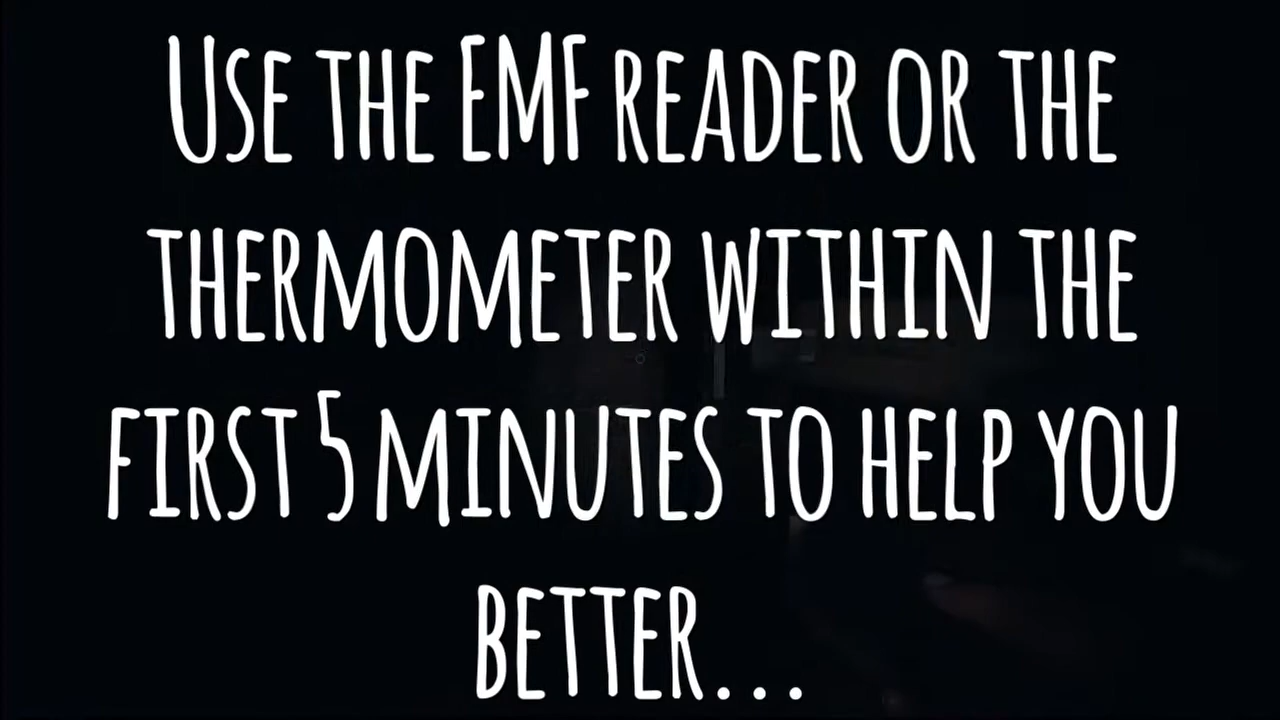 Use the EMF reader or the
thermometer within the
first 5 minutes to help you
better...